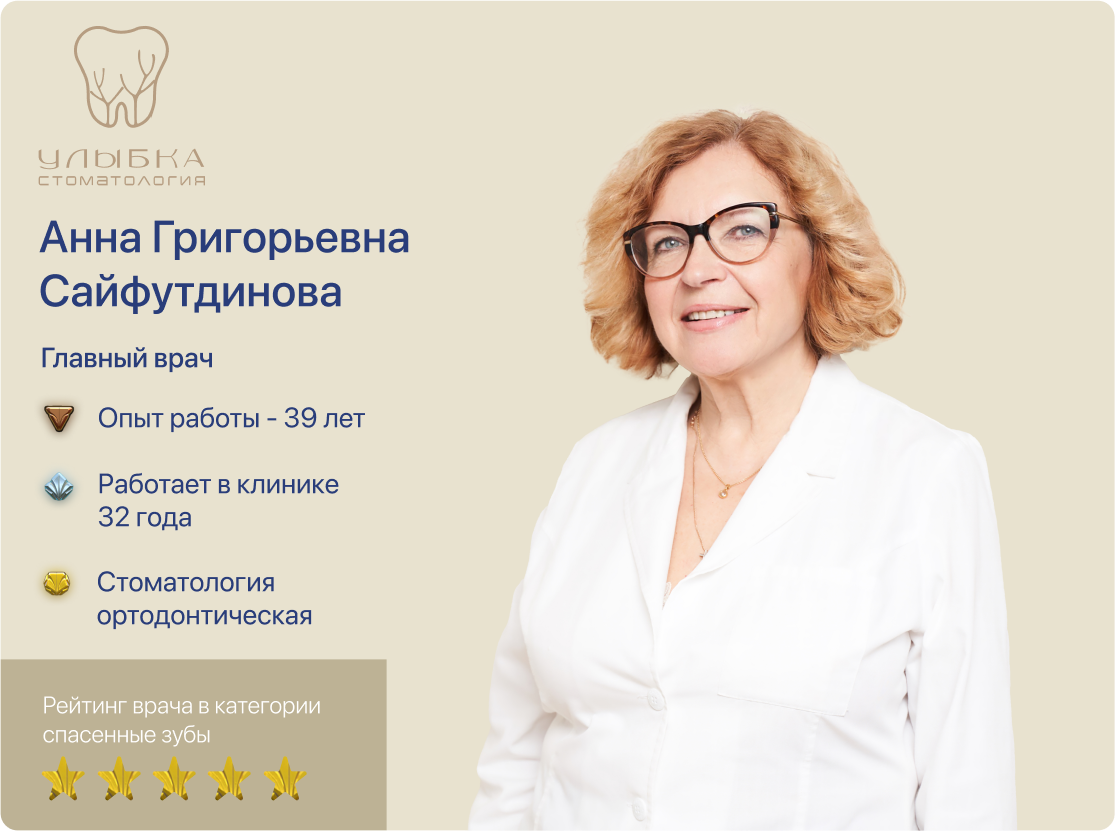 УЛЫБКА
СТОМАТОЛОГИЯ
Анна Григорьевна
Сайфутдинова
Главный врач
Опыт работы - 39 лет
Работает в клинике
32 года
Стоматология
ортодонтическая
Рейтинг врача в категории
спасенные зубы